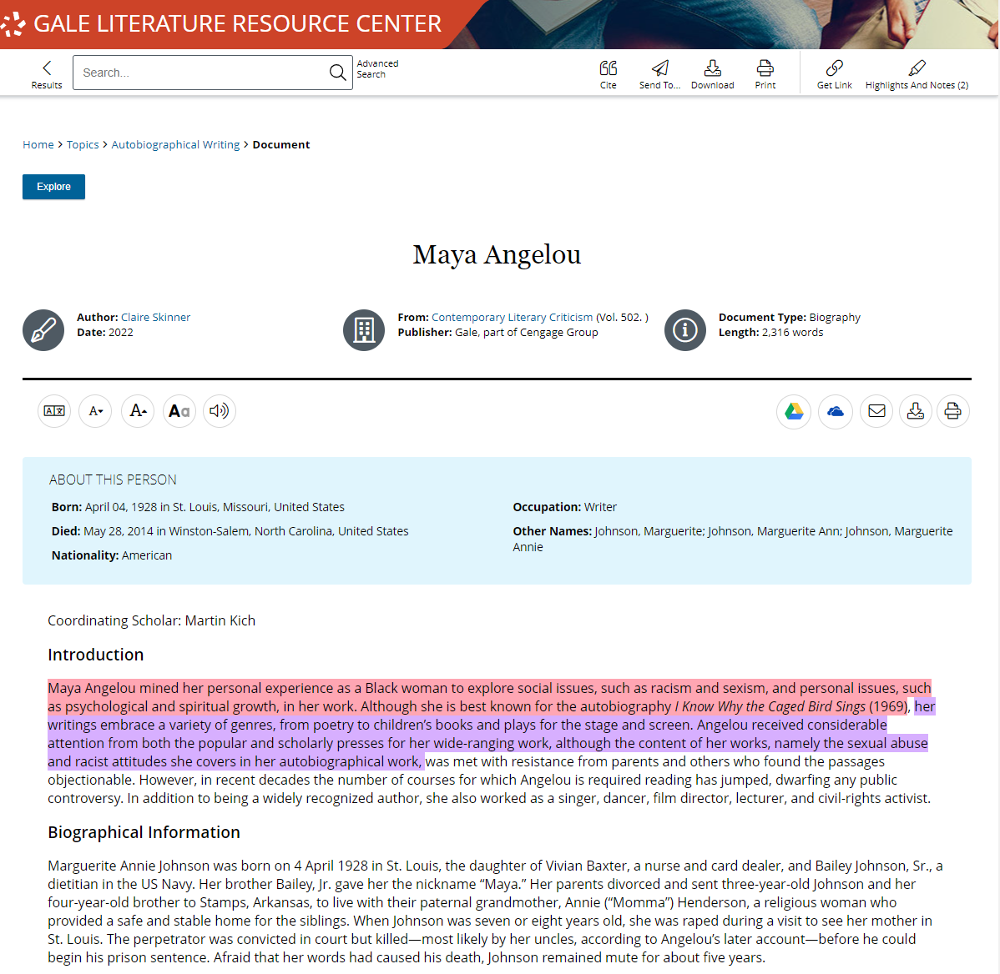 GALE LITERATURE RESOURCE CENTER
Results
Search...
Advanced
Search
Cite
Send To...
Download
Print
Get Link
Highlights And Notes (2)
Home > Topics > Autobiographical Writing > Document
Explore
Maya Angelou
Author: Claire Skinner
Date: 2022
From: Contemporary Literary Criticism (Vol. 502. )
Publisher: Gale, part of Cengage Group
Document Type: Biography
Length: 2,316 words
A
A
Aa
ABOUT THIS PERSON
Born: April 04, 1928 in St. Louis, Missouri, United States
Died: May 28, 2014 in Winston-Salem, North Carolina, United States
Nationality: American
Occupation: Writer
Other Names: Johnson, Marguerite; Johnson, Marguerite Ann; Johnson, Marguerite
Annie
Coordinating Scholar: Martin Kich
Introduction
Maya Angelou mined her personal experience as a Black woman to explore social issues, such as racism and sexism, and personal issues, such
as psychological and spiritual growth, in her work. Although she is best known for the autobiography I Know Why the Caged Bird Sings (1969), her
writings embrace a variety of genres, from poetry to children’s books and plays for the stage and screen. Angelou received considerable
attention from both the popular and scholarly presses for her wide-ranging work, although the content of her works, namely the sexual abuse
and racist attitudes she covers in her autobiographical work, was met with resistance from parents and others who found the passages
objectionable. However, in recent decades the number of courses for which Angelou is required reading has jumped, dwarfing any public
controversy. In addition to being a widely recognized author, she also worked as a singer, dancer, film director, lecturer, and civil-rights activist.
Biographical Information
Marguerite Annie Johnson was born on 4 April 1928 in St. Louis, the daughter of Vivian Baxter, a nurse and card dealer, and Bailey Johnson, Sr., a
dietitian in the US Navy. Her brother Bailey, Jr. gave her the nickname “Maya.” Her parents divorced and sent three-year-old Johnson and her
four-year-old brother to Stamps, Arkansas, to live with their paternal grandmother, Annie (“Momma”) Henderson, a religious woman who
provided a safe and stable home for the siblings. When Johnson was seven or eight years old, she was raped during a visit to see her mother in
St. Louis. The perpetrator was convicted in court but killed—most likely by her uncles, according to Angelou’s later account—before he could
begin his prison sentence. Afraid that her words had caused his death, Johnson remained mute for about five years.